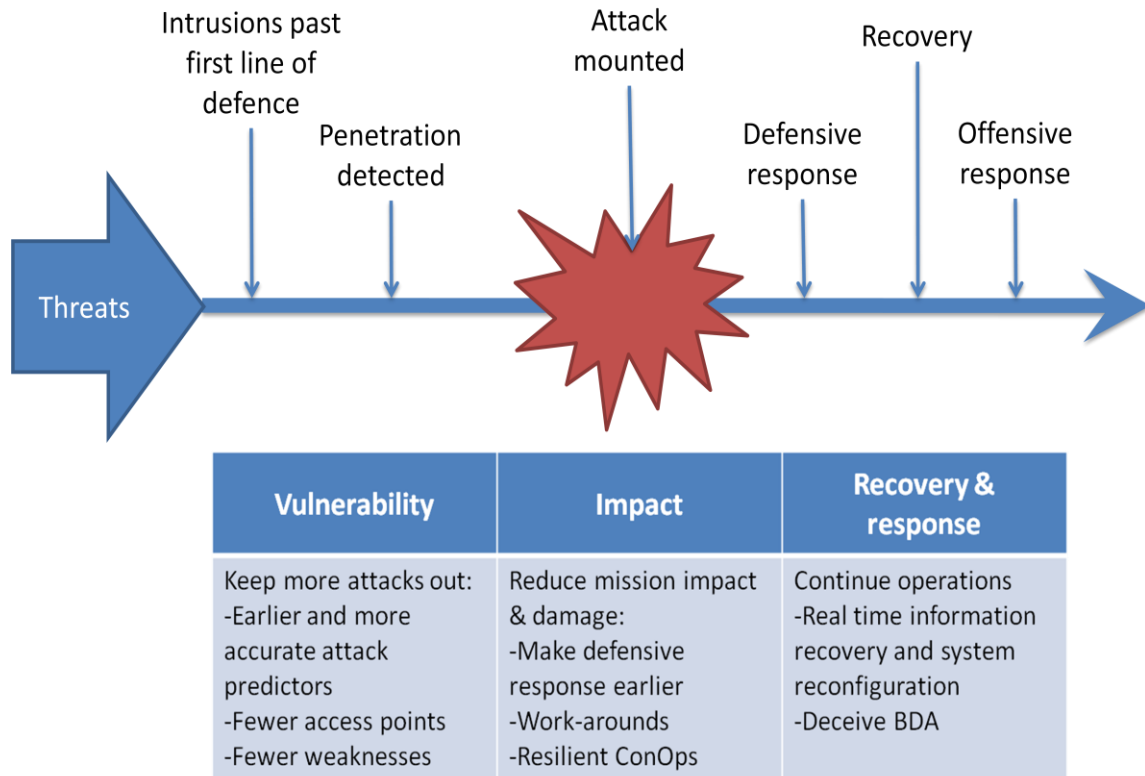 Intrusions past
first line of
defence
Penetration
detected
Attack
mounted
Defensive
response
Recovery
Offensive
response
Threats
Vulnerability
Impact
Recovery &
response
Keep more attacks out:
-Earlier and more
accurate attack
predictors
-Fewer access points
-Fewer weaknesses
Reduce mission impact
& damage:
-Make defensive
response earlier
-Work-arounds
-Resilient ConOps
Continue operations
-Real time information
recovery and system
reconfiguration
-Deceive BDA